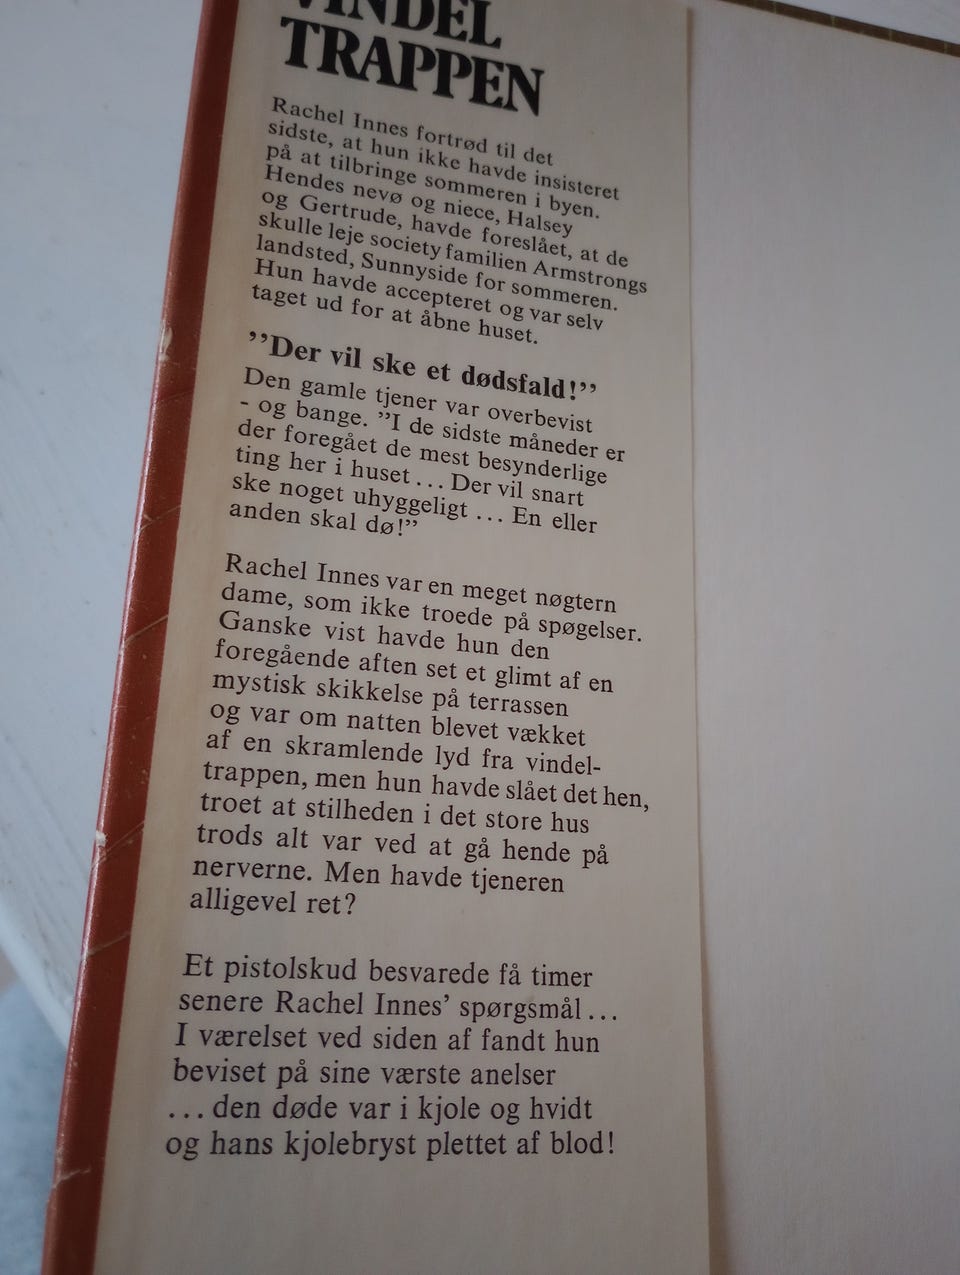 VINDEL
TRAPPEN
Rachel Innes fortrød til det
sidste, at hun ikke havde insisteret
på at tilbringe sommeren i byen.
Hendes nevø og niece, Halsey
og Gertrude, havde foreslået, at de
skulle leje society familien Armstrongs
landsted, Sunnyside for sommeren.
Hun havde accepteret og var selv
taget ud for at åbne huset.
”Der vil ske et dødsfald!”
Den gamle tjener var overbevist
- og bange. ”I de sidste måneder er
der foregået de mest besynderlige
ting her i huset ... Der vil snart
ske noget uhyggeligt ... En eller
anden skal dø!”
Rachel Innes var en meget nøgtern
dame, som ikke troede på spøgelser.
Ganske vist havde hun den
foregående aften set et glimt af en
mystisk skikkelse på terrassen
og var om natten blevet vækket
af en skramlende lyd fra vindel-
trappen, men hun havde slået det hen,
troet at stilheden i det store hus
trods alt var ved at gå hende på
nerverne. Men havde tjeneren
alligevel ret?
Et pistolskud besvarede få timer
senere Rachel Innes’ spørgsmål ...
I værelset ved siden af fandt hun
beviset på sine værste anelser
... den døde var i kjole og hvidt
og hans kjolebryst plettet af blod!